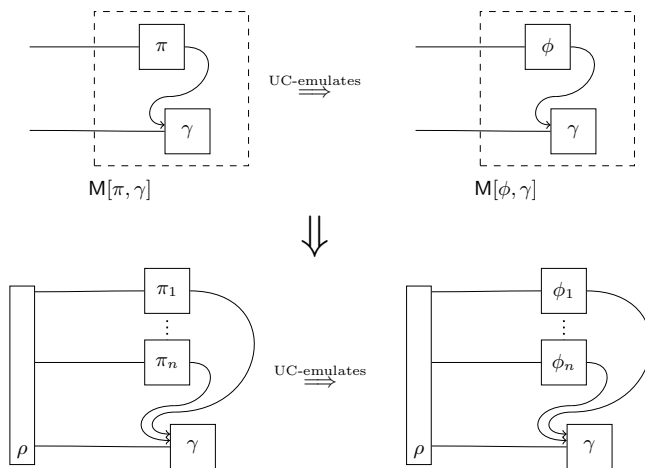 π
ϕ
UC-emulates
⟹
γ
γ
M[π, γ]
M[ϕ, γ]
⇓
π₁
ϕ₁
⋮
⋮
πₙ
UC-emulates
⟹
ϕₙ
ρ
γ
ρ
γ